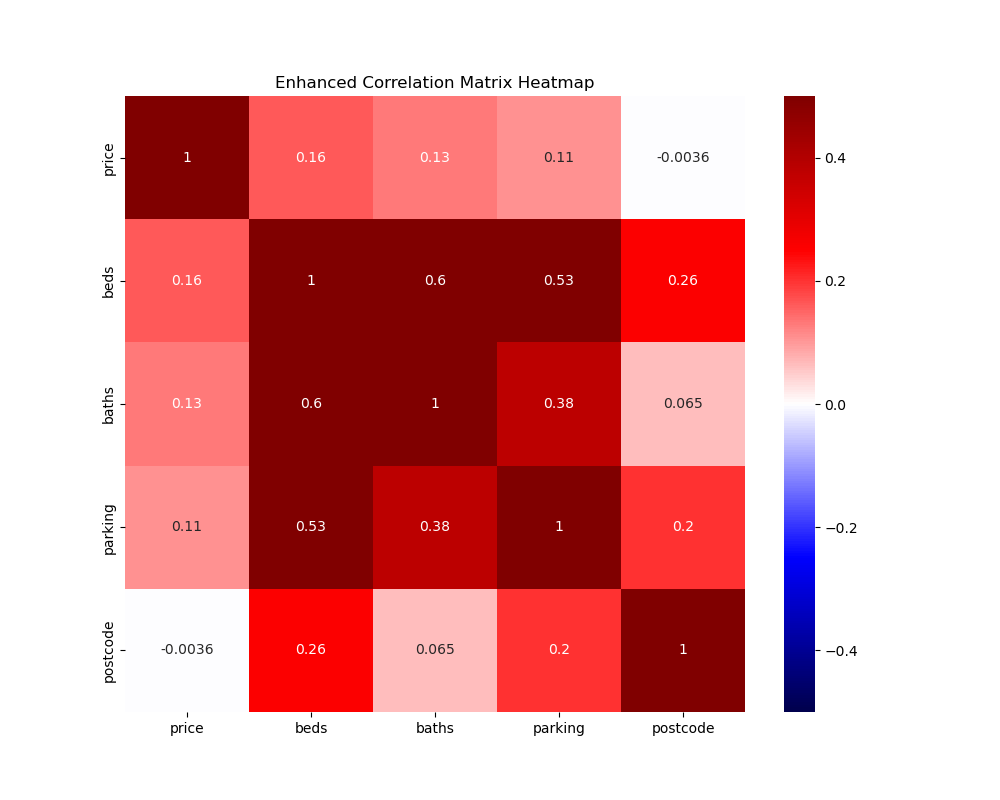 Enhanced Correlation Matrix Heatmap
price 1 0.16 0.13 0.11 -0.0036
beds 0.16 1 0.6 0.53 0.26
baths 0.13 0.6 1 0.38 0.065
parking 0.11 0.53 0.38 1 0.2
postcode -0.0036 0.26 0.065 0.2 1
price beds baths parking postcode
0.4
0.2
0.0
−0.2
−0.4